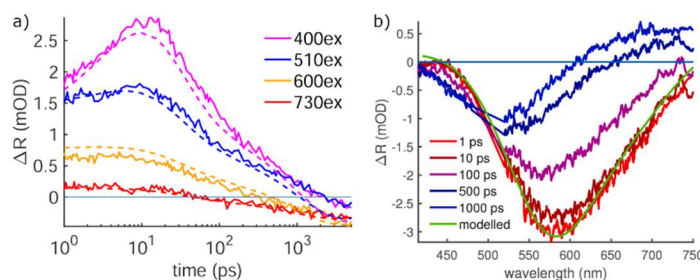 a)
ΔR (mOD)
2.5
2
1.5
1
0.5
0
400ex
510ex
600ex
730ex
10⁰ 10¹ 10² 10³
time (ps)
b)
ΔR (mOD)
0.5
0
-0.5
-1
-1.5
-2
-2.5
-3
1 ps
10 ps
100 ps
500 ps
1000 ps
modelled
450 500 550 600 650 700 750
wavelength (nm)